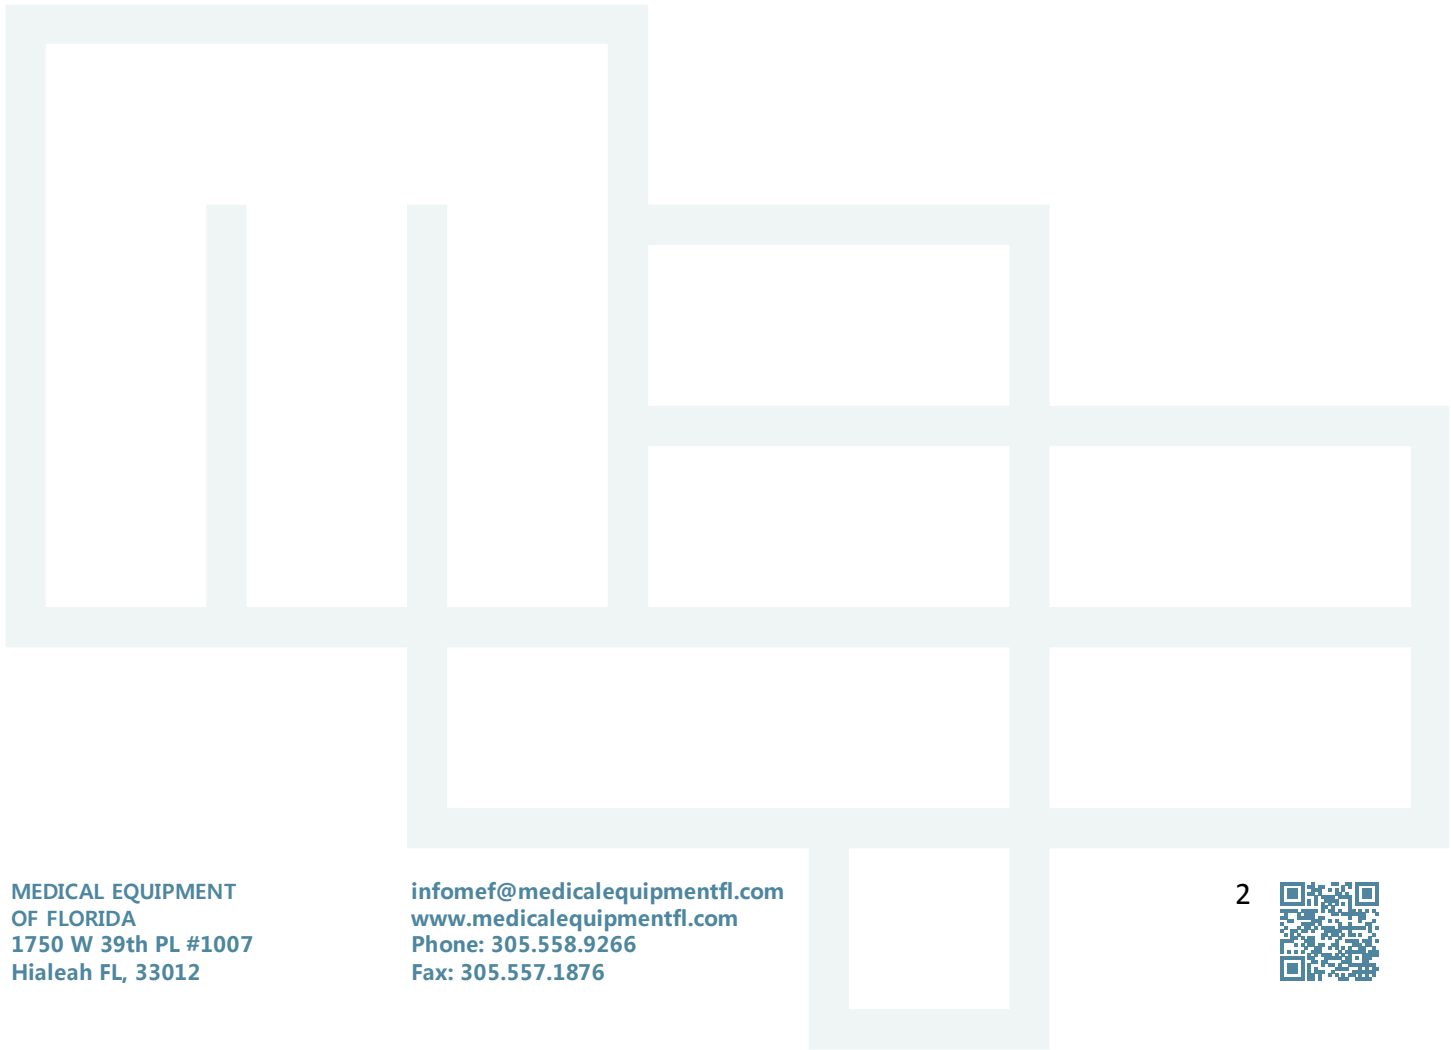 MEDICAL EQUIPMENT
OF FLORIDA
1750 W 39th PL #1007
Hialeah FL, 33012
infomef@medicalequipmentfl.com
www.medicalequipmentfl.com
Phone: 305.558.9266
Fax: 305.557.1876
2